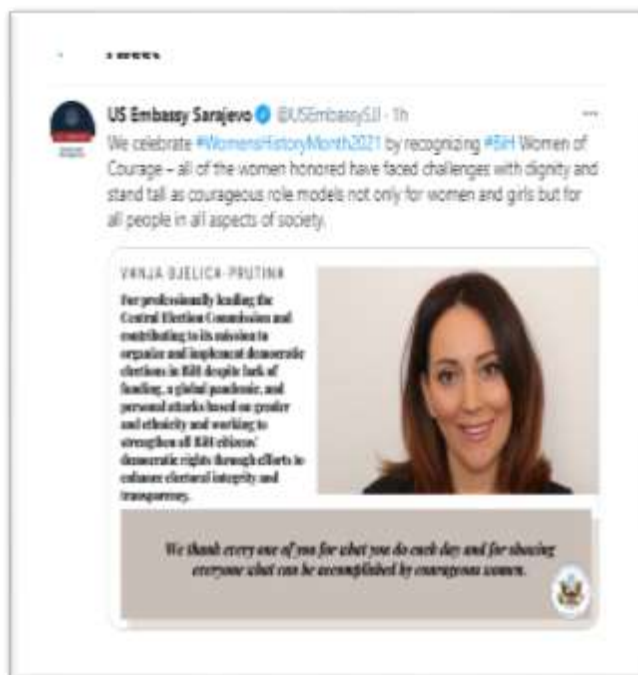 US Embassy Sarajevo @USEmbassySJJ · 1h
We celebrate #WomensHistoryMonth2021 by recognizing #BiH Women of
Courage – all of the women honored have faced challenges with dignity and
stand tall as courageous role models not only for women and girls but for
all people in all aspects of society.
VANJA BJELICA-PRUTINA
For professionally leading the
Central Election Commission and
contributing to its mission to
organize and implement democratic
elections in BiH despite lack of
funding, a global pandemic, and
personal attacks based on gender
and ethnicity and working to
strengthen all BiH citizens'
democratic rights through efforts to
enhance electoral integrity and
transparency.
We thank every one of you for what you do each day and for showing
everyone what can be accomplished by courageous women.